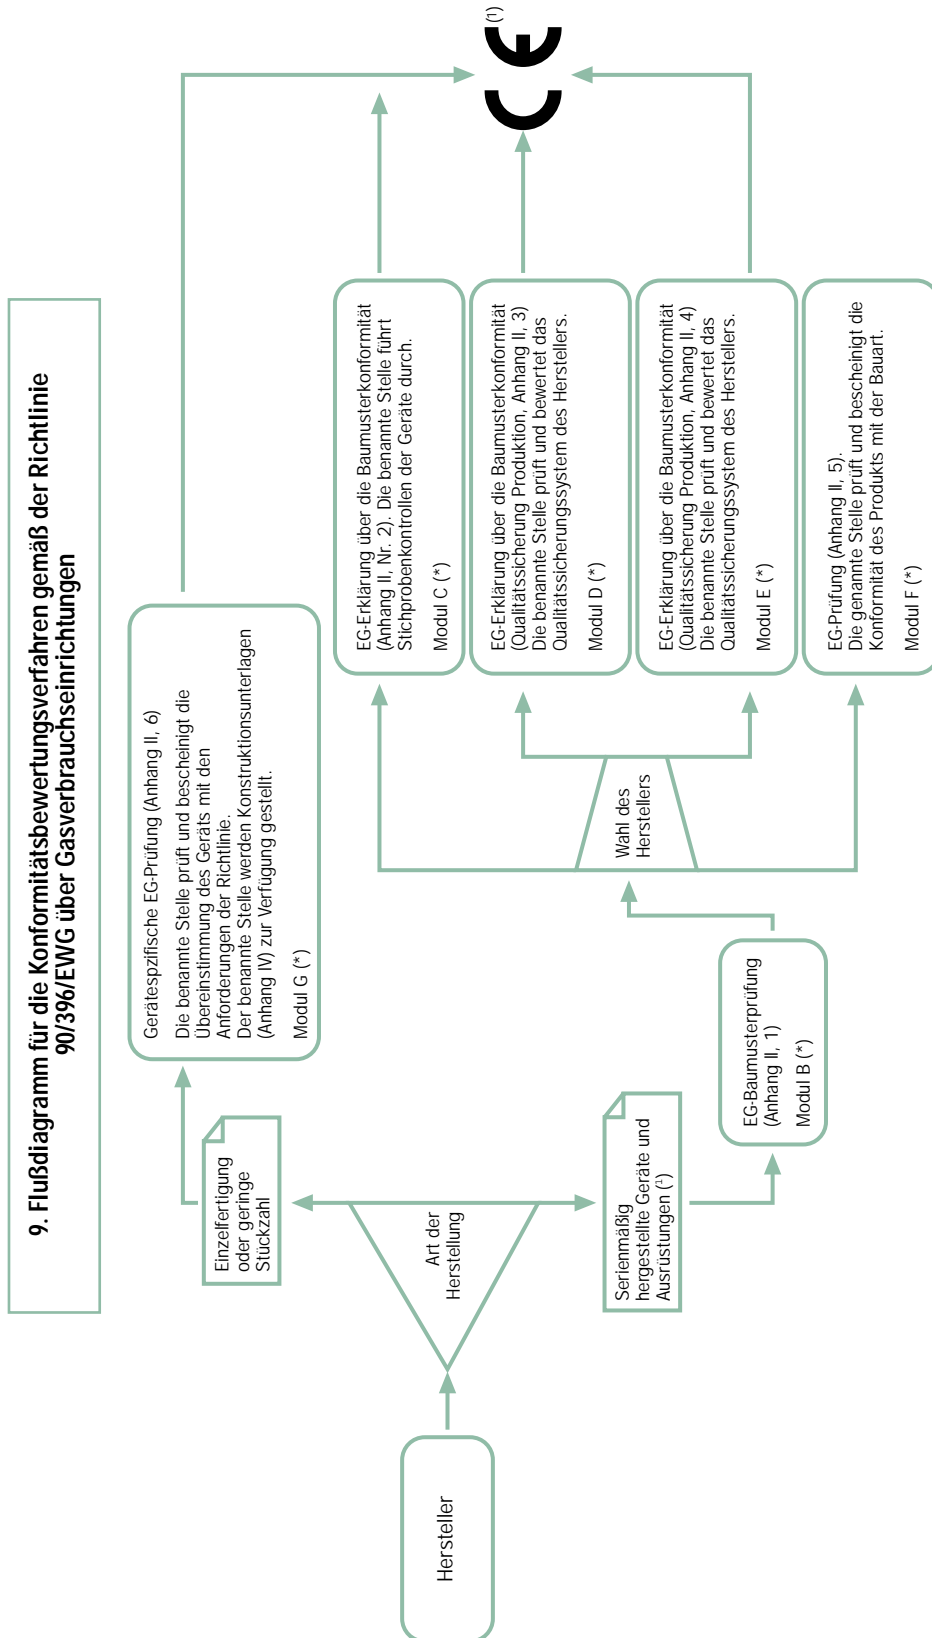 9. Flußdiagramm für die Konformitätsbewertungsverfahren gemäß der Richtlinie
90/3%/EWG über Gasverbrauchseinrichtungen
Hersteller
Art der
Herstellung
Einzelfertigung
oder geringe
Stückzahl
Gerätespzifische EG-Prüfung (Anhang II, 6)
Die benannte Stelle prüft und bescheinigt die
Übereinstimmung des Geräts mit den
Anforderungen der Richtlinie.
Der benannte Stelle werden Konstruktionsunterlagen
(Anhang IV) zur Verfügung gestellt.
Modul G (*)
Serienmäßig
hergestellte Geräte und
Ausrüstungen (¹)
EG-Baumusterprüfung
(Anhang II, 1)
Modul B (*)
Wahl des
Herstellers
EG-Erklärung über die Baumusterkonformität
(Anhang II, Nr. 2). Die benannte Stelle führt
Stichprobenkontrollen der Geräte durch.
Modul C (*)
EG-Erklärung über die Baumusterkonformität
(Qualitätssicherung Produktion, Anhang II, 3)
Die benannte Stelle prüft und bewertet das
Qualitätssicherungssystem des Herstellers.
Modul D (*)
EG-Erklärung über die Baumusterkonformität
(Qualitätssicherung Produktion, Anhang II, 4)
Die benannte Stelle prüft und bewertet das
Qualitätssicherungssystem des Herstellers.
Modul E (*)
EG-Prüfung (Anhang II, 5).
Die genannte Stelle prüft und bescheinigt die
Konformität des Produkts mit der Bauart.
Modul F (*)
CE (¹)